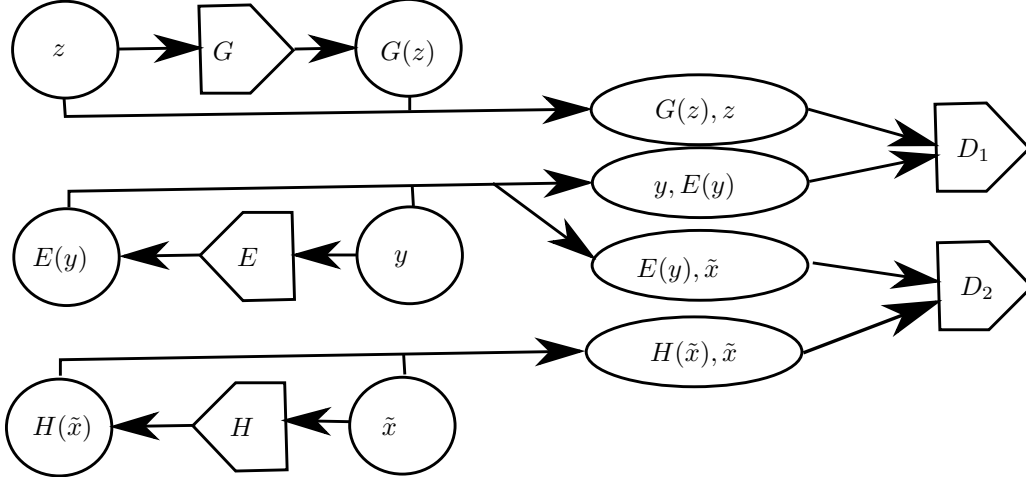 z G G(z)
G(z), z
D₁
y, E(y)
E(y) E y
E(y), x̃
D₂
H(x̃), x̃
H(x̃) H x̃